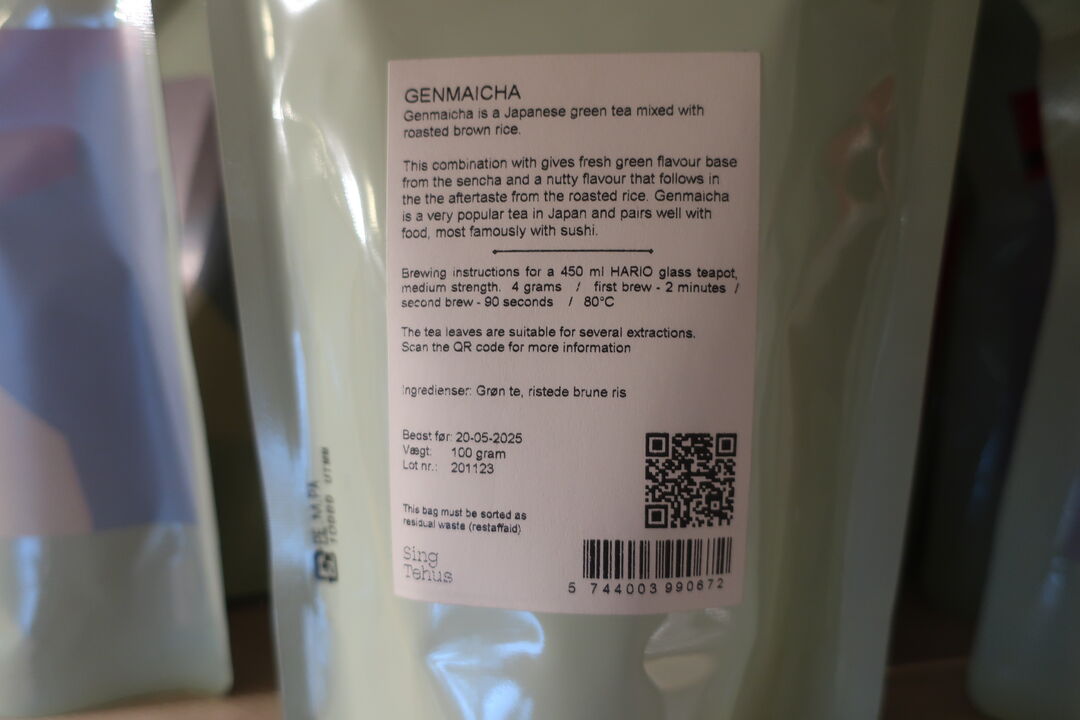 GENMAICHA
Genmaicha is a Japanese green tea mixed with
roasted brown rice.
This combination with gives fresh green flavour base
from the sencha and a nutty flavour that follows in
the the aftertaste from the roasted rice. Genmaicha
is a very popular tea in Japan and pairs well with
food, most famously with sushi.
Brewing instructions for a 450 ml HARIO glass teapot,
medium strength. 4 grams / first brew - 2 minutes /
second brew - 90 seconds / 80°C
The tea leaves are suitable for several extractions.
Scan the QR code for more information
Ingredienser: Grøn te, ristede brune ris
Bedst før: 20-05-2025
Vægt: 100 gram
Lot nr.: 201123
This bag must be sorted as
residual waste (restaffald)
Sing
Tehus
5 744003 990672